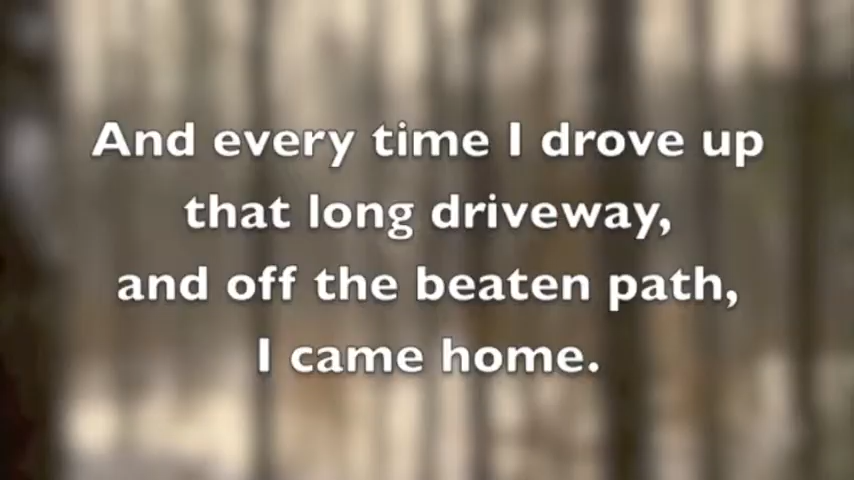 And every time I drove up
that long driveway,
and off the beaten path,
I came home.